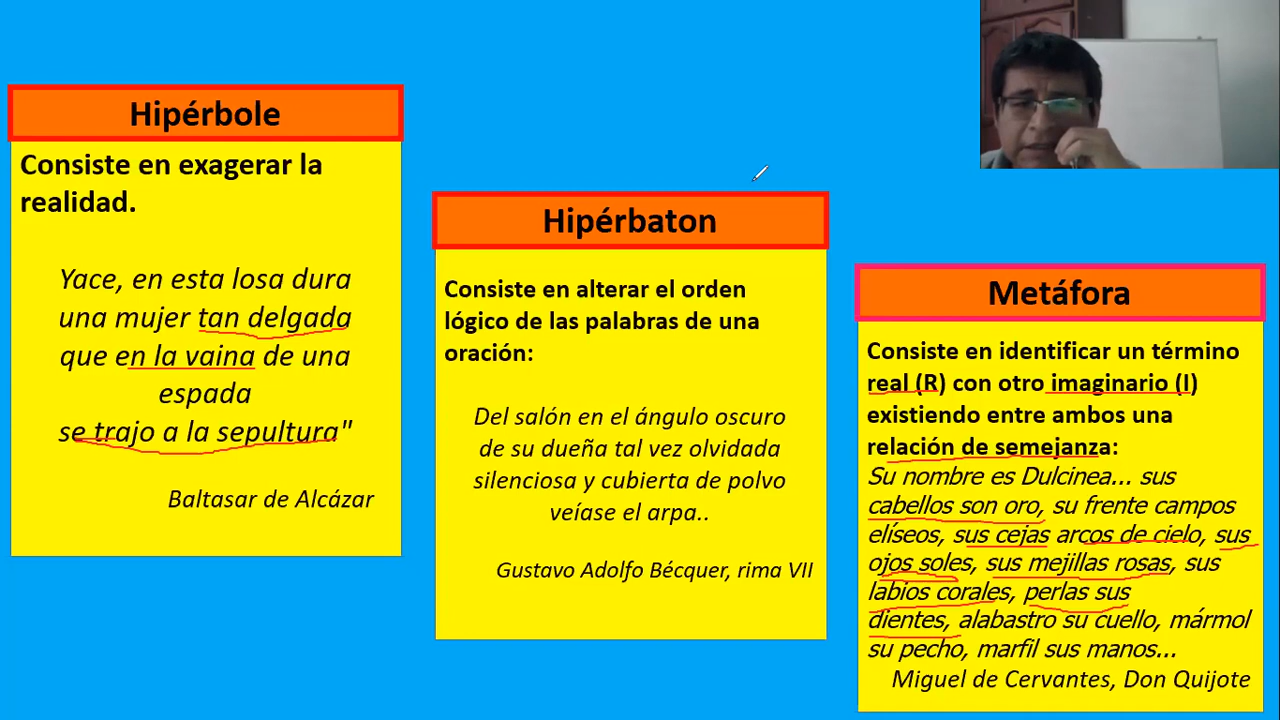 Hipérbole
Consiste en exagerar la
realidad.
Yace, en esta losa dura
una mujer tan delgada
que en la vaina de una
espada
se trajo a la sepultura"
Baltasar de Alcázar
Hipérbaton
Consiste en alterar el orden
lógico de las palabras de una
oración:
Del salón en el ángulo oscuro
de su dueña tal vez olvidada
silenciosa y cubierta de polvo
veíase el arpa..
Gustavo Adolfo Bécquer, rima VII
Metáfora
Consiste en identificar un término
real (R) con otro imaginario (I)
existiendo entre ambos una
relación de semejanza:
Su nombre es Dulcinea... sus
cabellos son oro, su frente campos
elíseos, sus cejas arcos de cielo, sus
ojos soles, sus mejillas rosas, sus
labios corales, perlas sus
dientes, alabastro su cuello, mármol
su pecho, marfil sus manos...
Miguel de Cervantes, Don Quijote